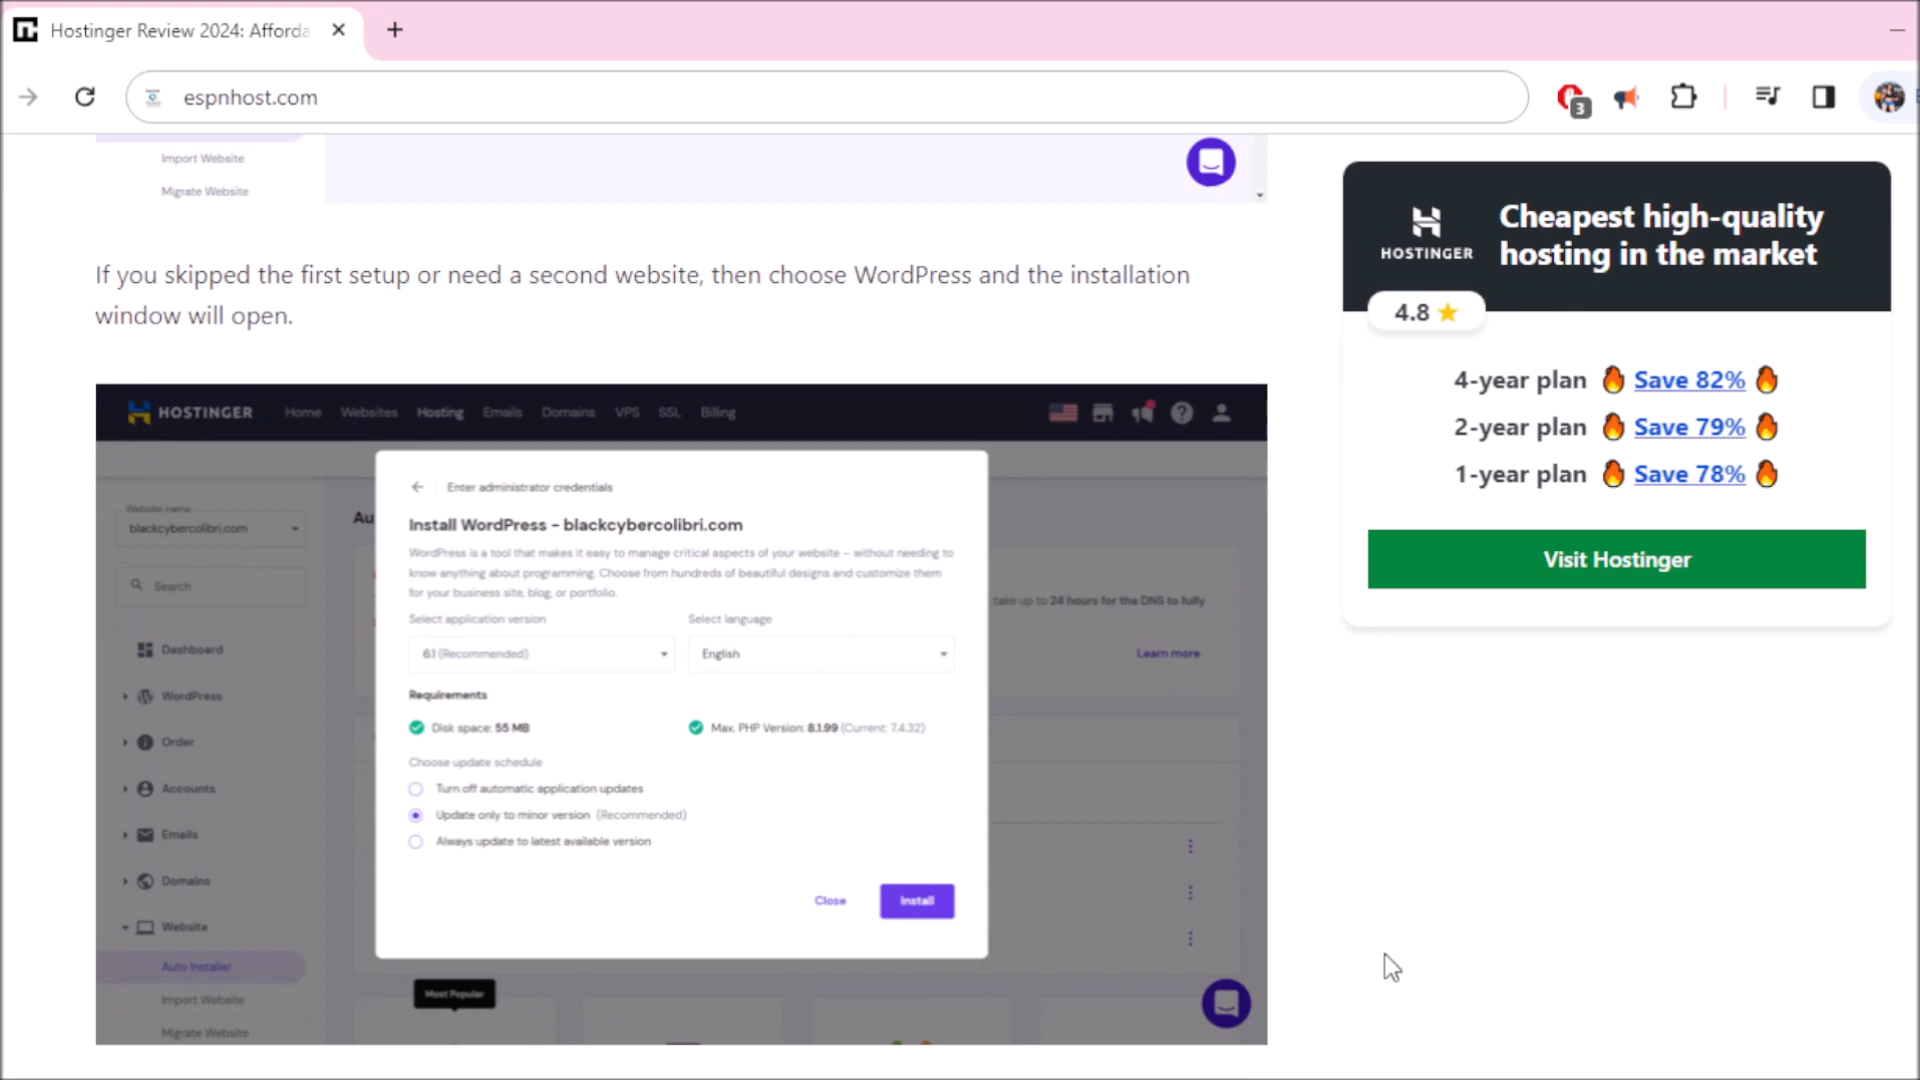 Hostinger Review 2024: Afforda
espnhost.com
3
Import Website
Migrate Website
If you skipped the first setup or need a second website, then choose WordPress and the installation
window will open.
HOSTINGER Home Websites Hosting Emails Domains VPS SSL Billing
Website name
blackcybercolibri.com
Search
Dashboard
WordPress
Order
Accounts
Emails
Domains
Website
Auto Installer
Import Website
Migrate Website
Au
Enter administrator credentials
Install WordPress - blackcybercolibri.com
WordPress is a tool that makes it easy to manage critical aspects of your website – without needing to
know anything about programming. Choose from hundreds of beautiful designs and customize them
for your business site, blog, or portfolio.
Select application version
Select language
6.1 (Recommended)
English
Requirements
Disk space: 55 MB
Max. PHP Version: 8.1.99 (Current: 7.4.32)
Choose update schedule
Turn off automatic application updates
Update only to minor version (Recommended)
Always update to latest available version
Close
Install
take up to 24 hours for the DNS to fully
Learn more
Most Popular
HOSTINGER
Cheapest high-quality
hosting in the market
4.8
4-year plan 🔥 Save 82% 🔥
2-year plan 🔥 Save 79% 🔥
1-year plan 🔥 Save 78% 🔥
Visit Hostinger